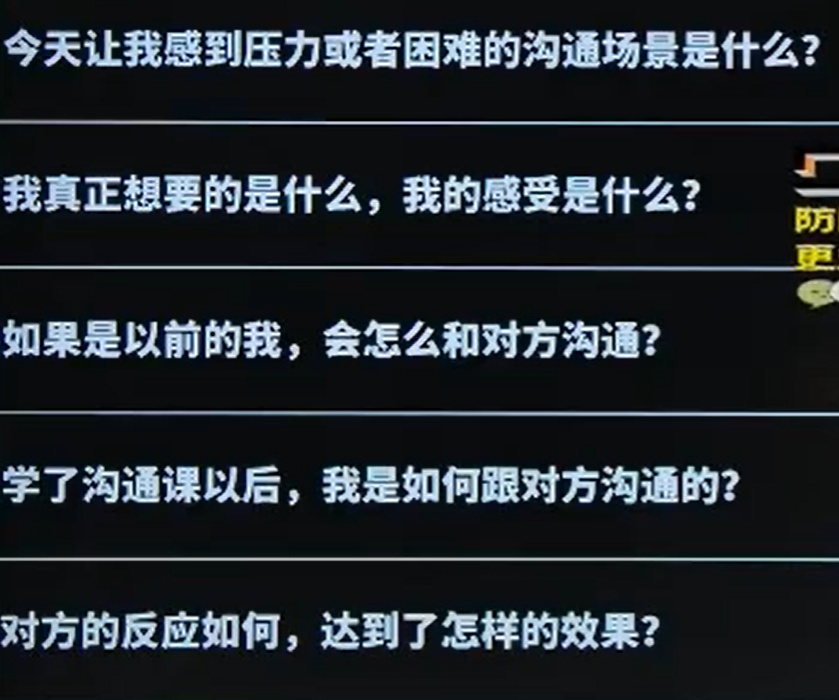 今天让我感到压力或者困难的沟通场景是什么？
我真正想要的是什么，我的感受是什么？
防
更
如果是以前的我，会怎么和对方沟通？
学了沟通课以后，我是如何跟对方沟通的？
对方的反应如何，达到了怎样的效果？